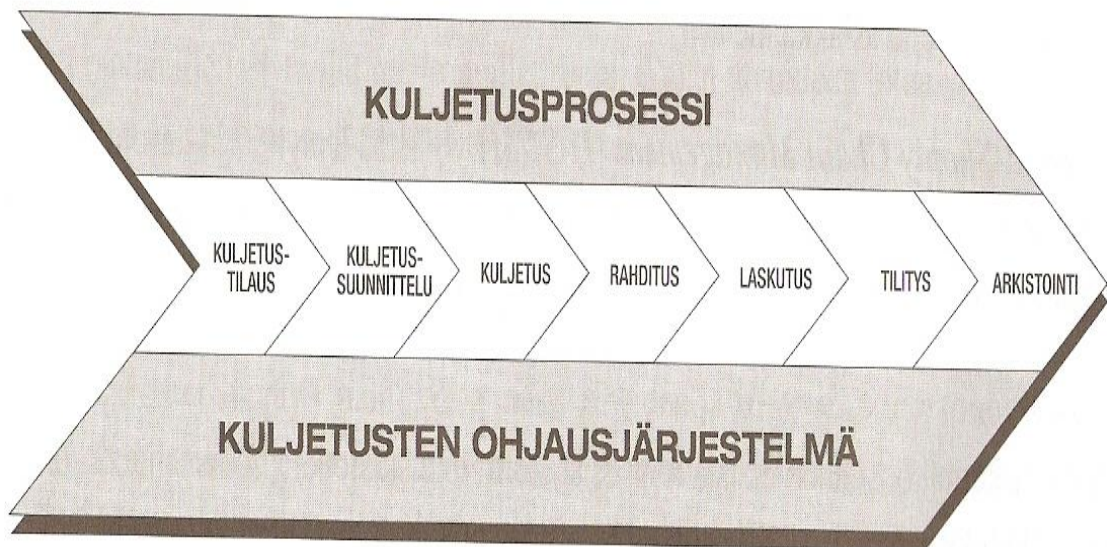 KULJETUSPROSESSI
KULJETUS-
TILAUS
KULJETUS-
SUUNNITTELU
KULJETUS
RAHDITUS
LASKUTUS
TILITYS
ARKISTOINTI
KULJETUSTEN OHJAUSJÄRJESTELMÄ